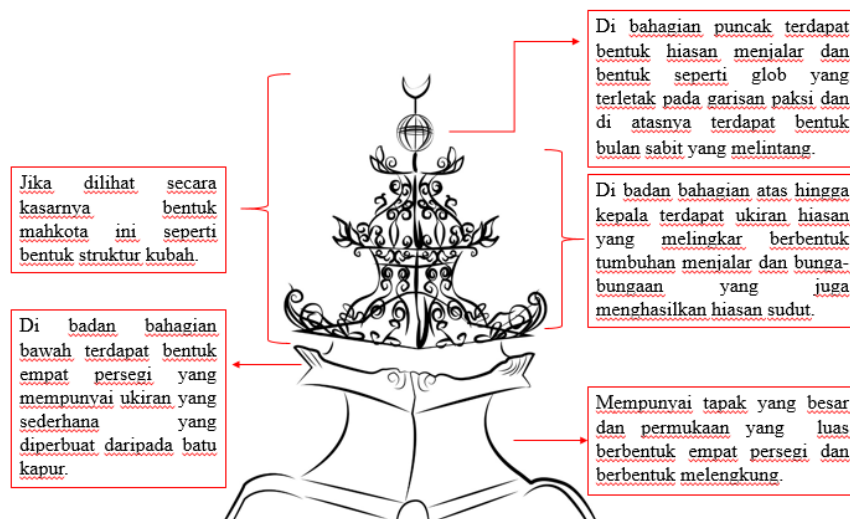 Di bahagian puncak terdapat
bentuk hiasan menjalar dan
bentuk seperti glob yang
terletak pada garisan paksi dan
di atasnya terdapat bentuk
bulan sabit yang melintang.
Jika dilihat secara
kasarnya bentuk
mahkota ini seperti
bentuk struktur kubah.
Di badan bahagian atas hingga
kepala terdapat ukiran hiasan
yang melingkar berbentuk
tumbuhan menjalar dan bunga-
bungaan yang juga
menghasilkan hiasan sudut.
Di badan bahagian
bawah terdapat bentuk
empat persegi yang
mempunyai ukiran yang
sederhana yang
diperbuat daripada batu
kapur.
Mempunyai tapak yang besar
dan permukaan yang luas
berbentuk empat persegi dan
berbentuk melengkung.